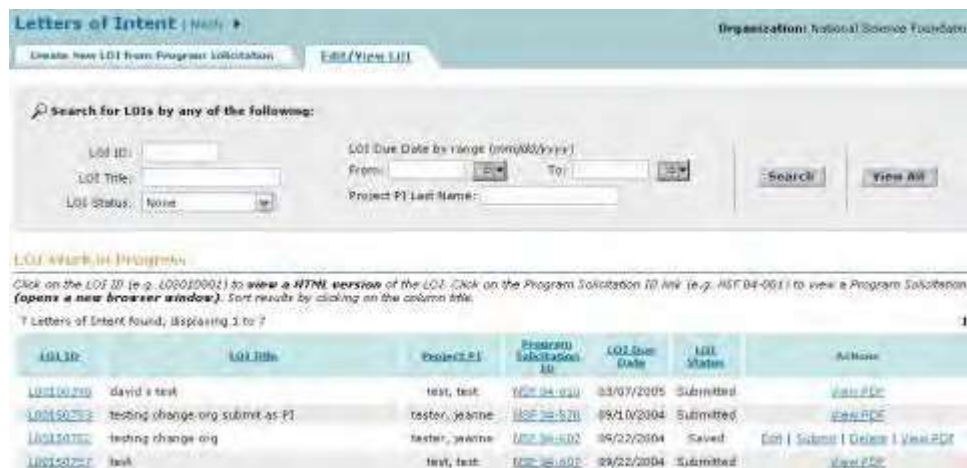 Letters of Intent | Main
Organization: National Science Foundation
Create New LOI from Program Solicitation
Edit/View LOI
Search for LOIs by any of the following:
LOI ID:
LOI Due Date by range (mm/dd/yyyy)
LOI Title:
From:
To:
Search
View All
LOI Status: None
Project PI Last Name:
LOI Work in Progress
Click on the LOI ID (e.g. L02010001) to view a HTML version of the LOI. Click on the Program Solicitation ID link (e.g. NSF 04-001) to view a Program Solicitation
(opens a new browser window). Sort results by clicking on the column title.
7 Letters of Intent found, displaying 1 to 7
LOI ID
LOI Title
Project PI
Program Solicitation ID
LOI Due Date
LOI Status
Actions
david s test test, test 03/07/2005 Submitted View PDF
testing change org submit as PI tester, jeanne 09/10/2004 Submitted View PDF
testing change org tester, jeanne 09/22/2004 Saved Edit | Submit | Delete | View PDF
test test, test 09/22/2004 Submitted View PDF